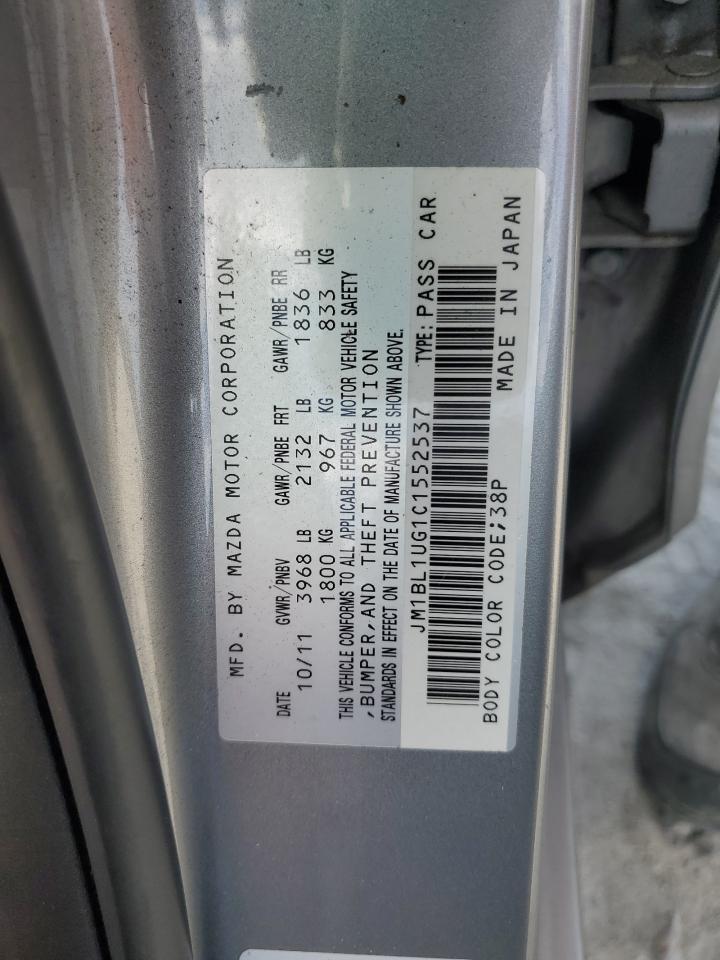 MFD. BY MAZDA MOTOR CORPORATION
DATE GVWR/PNBV GAWR/PNBE FRT GAWR/PNBE RR
10/11 3968 LB 2132 LB 1836 LB
1800 KG 967 KG 833 KG
THIS VEHICLE CONFORMS TO ALL APPLICABLE FEDERAL MOTOR VEHICLE SAFETY
,BUMPER,AND THEFT PREVENTION
STANDARDS IN EFFECT ON THE DATE OF MANUFACTURE SHOWN ABOVE.
JM1BL1UG1C1552537 TYPE:PASS CAR
BODY COLOR CODE;38P MADE IN JAPAN